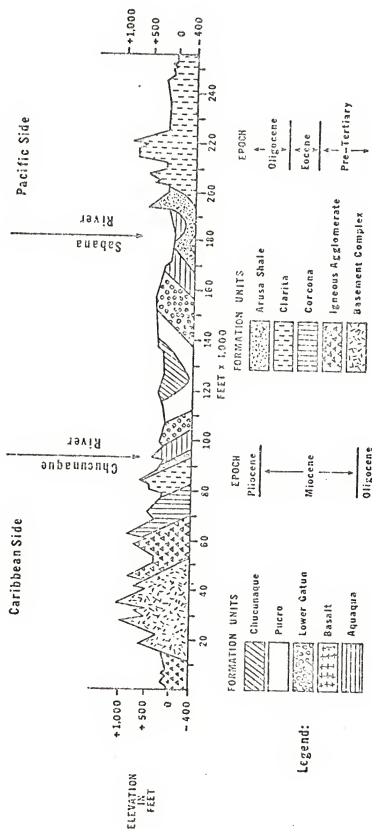 Caribbean Side
Pacific Side
Chucunaque
River
Sabana
River
ELEVATION
IN
FEET
+1,000
+500
0
-400
+1,000
+500
0
-400
20 40 60 80 100 120 140 160 180 200 220 240
FEET x 1,000
Legend:
FORMATION UNITS
Chucunaque
Pucro
Lower Gatun
Basalt
Aquaqua
EPOCH
Pliocene
Miocene
Oligocene
FORMATION UNITS
Arusa Shale
Clarita
Corcona
Igneous Agglomerate
Basement Complex
EPOCH
Oligocene
Eocene
Pre-Tertiary